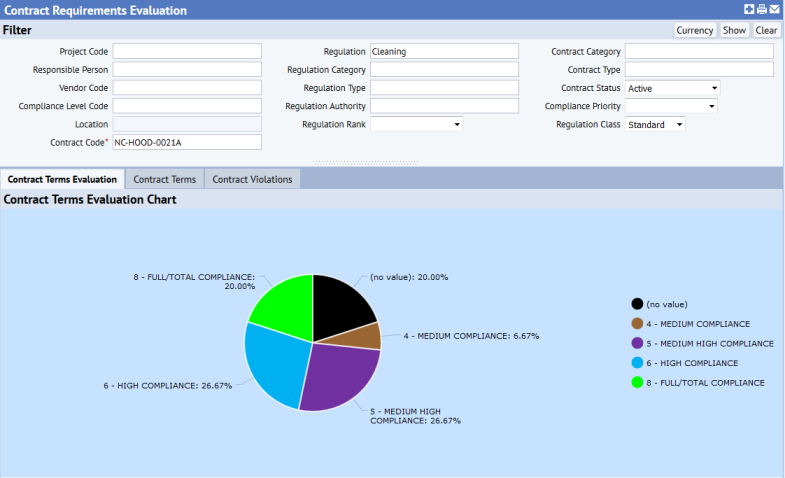 Contract Requirements Evaluation
Filter
Currency Show Clear
Project Code
Regulation Cleaning
Contract Category
Responsible Person
Regulation Category
Contract Type
Vendor Code
Regulation Type
Contract Status Active
Compliance Level Code
Regulation Authority
Compliance Priority
Location
Regulation Rank
Regulation Class Standard
Contract Code* NC-HOOD-0021A
Contract Terms Evaluation Contract Terms Contract Violations
Contract Terms Evaluation Chart
8 - FULL/TOTAL COMPLIANCE:
20.00%
(no value): 20.00%
4 - MEDIUM COMPLIANCE: 6.67%
6 - HIGH COMPLIANCE: 26.67%
5 - MEDIUM HIGH
COMPLIANCE: 26.67%
(no value)
4 - MEDIUM COMPLIANCE
5 - MEDIUM HIGH COMPLIANCE
6 - HIGH COMPLIANCE
8 - FULL/TOTAL COMPLIANCE